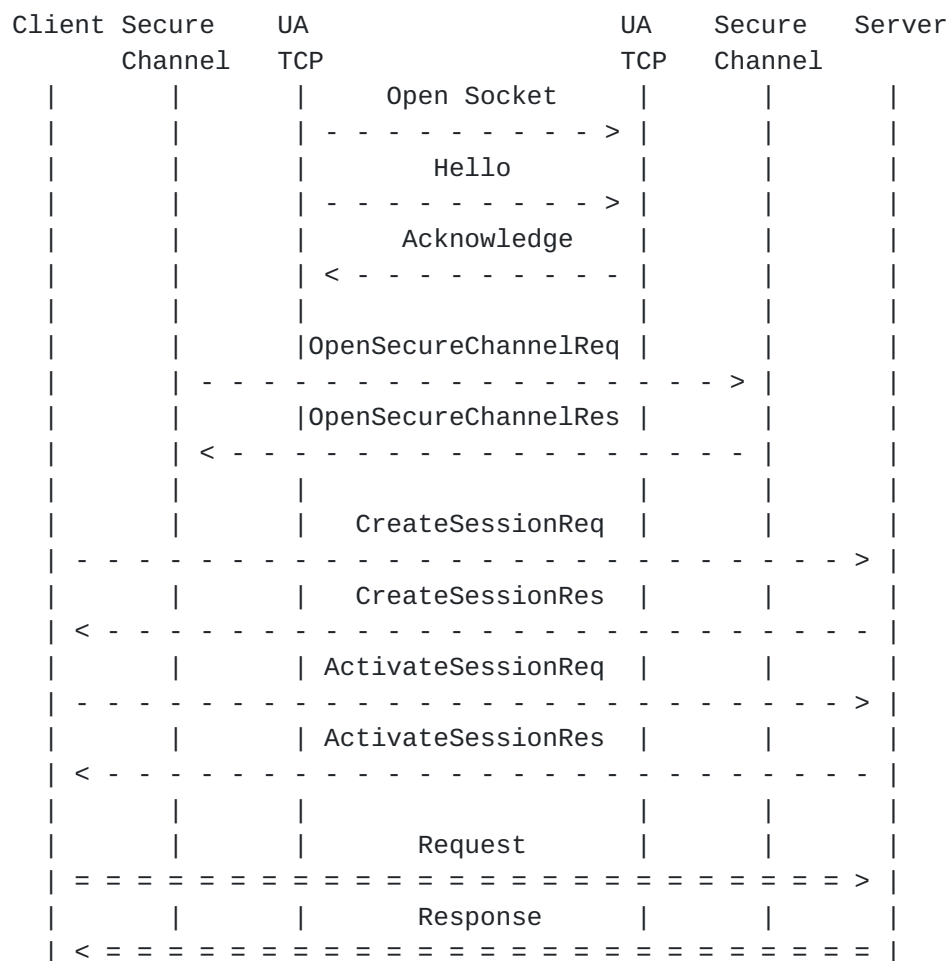 Client Secure    UA                      UA    Secure   Server
       Channel   TCP                   TCP   Channel
  |       |       |     Open Socket     |       |       |
  |       |       | - - - - - - - - - > |       |       |
  |       |       |        Hello        |       |       |
  |       |       | - - - - - - - - - > |       |       |
  |       |       |      Acknowledge    |       |       |
  |       |       | < - - - - - - - - - |       |       |
  |       |       |                     |       |       |
  |       |       |OpenSecureChannelReq |       |       |
  |       | - - - - - - - - - - - - - - - - - - > |       |
  |       |       |OpenSecureChannelRes |       |       |
  |       | < - - - - - - - - - - - - - - - - - - |       |
  |       |       |                     |       |       |
  |       |       |   CreateSessionReq  |       |       |
  | - - - - - - - - - - - - - - - - - - - - - - - - - - > |
  |       |       |   CreateSessionRes  |       |       |
  | < - - - - - - - - - - - - - - - - - - - - - - - - - - |
  |       |       | ActivateSessionReq  |       |       |
  | - - - - - - - - - - - - - - - - - - - - - - - - - - > |
  |       |       | ActivateSessionRes  |       |       |
  | < - - - - - - - - - - - - - - - - - - - - - - - - - - |
  |       |       |                     |       |       |
  |       |       |       Request       |       |       |
  | = = = = = = = = = = = = = = = = = = = = = = = = = > |
  |       |       |       Response      |       |       |
  | < = = = = = = = = = = = = = = = = = = = = = = = = = |